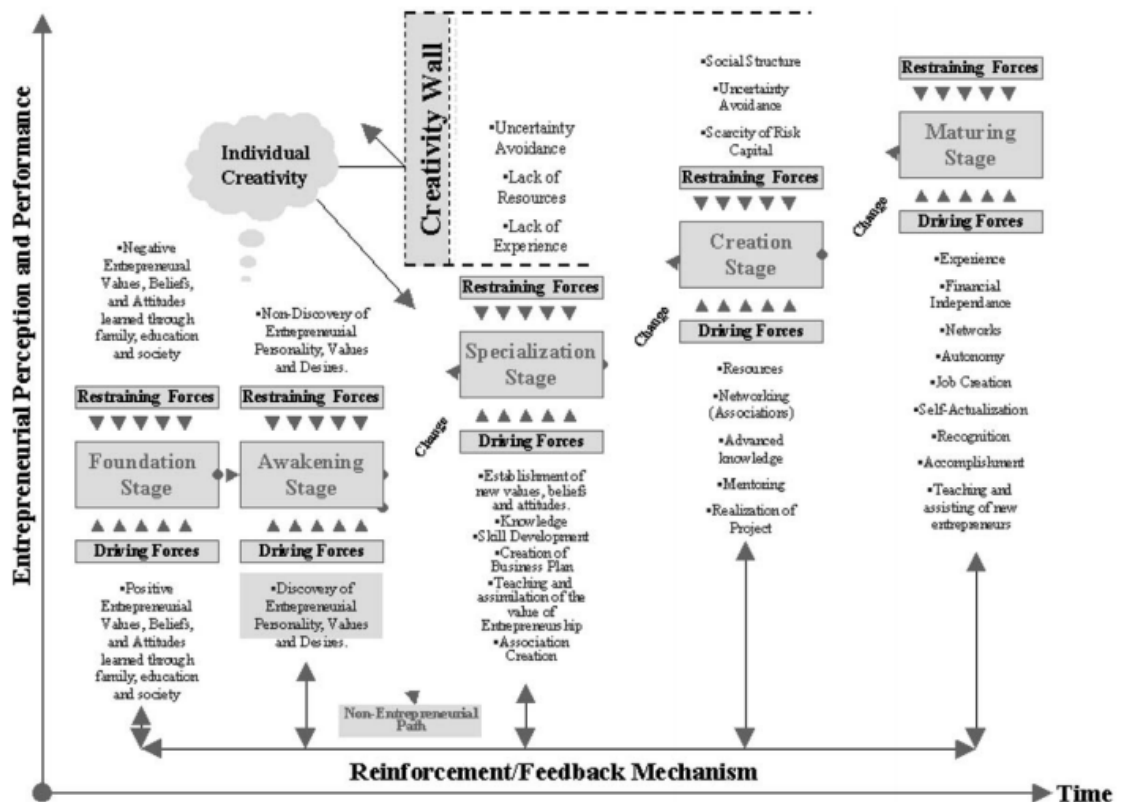 Entrepreneurial Perception and Performance
Individual
Creativity
Creativity Wall
▪Negative
Entrepreneural
Values, Beliefs,
and Attitudes
learned through
family, education
and society
Restraining Forces
Foundation
Stage
Driving Forces
▪Positive
Entrepreneurial
Values, Beliefs,
and Attitudes
learned through
family, education
and society
▪Non-Discovery of
Entrepreneurial
Personality, Values
and Desires.
Restraining Forces
Awakening
Stage
Driving Forces
▪Discovery of
Entrepreneurial
Personality, Values
and Desires.
Non-Entrepreneurial
Path
Change
▪Uncertainty
Avoidance
▪Lack of
Resources
▪Lack of
Experience
Restraining Forces
Specialization
Stage
Driving Forces
▪Establishment of
new values, beliefs
and attitudes.
▪Knowledge
▪Skill Development
▪Creation of
Business Plan
▪Teaching and
assimilation of the
value of
Entrepreneurship
▪Association
Creation
Change
▪Social Structure
▪Uncertainty
Avoidance
▪Scarcity of Risk
Capital
Restraining Forces
Creation
Stage
Driving Forces
▪Resources
▪Networking
(Associations)
▪Advanced
knowledge
▪Mentoring
▪Realization of
Project
Change
Restraining Forces
Maturing
Stage
Driving Forces
▪Experience
▪Financial
Independance
▪Networks
▪Autonomy
▪Job Creation
▪Self-Actualization
▪Recognition
▪Accomplishment
▪Teaching and
assisting of new
entrepreneurs
Reinforcement/Feedback Mechanism
Time